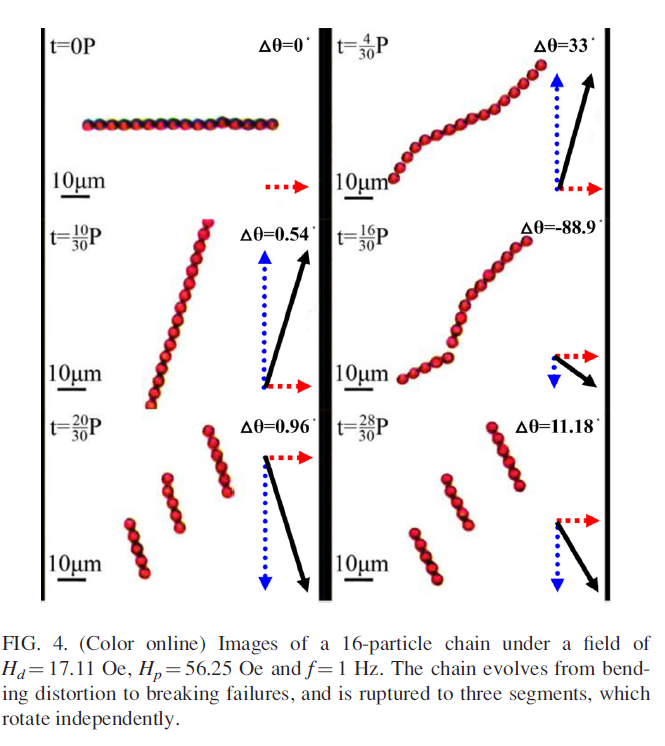 t=0P Δθ=0°
10μm
t=4/30P Δθ=33°
10μm
t=10/30P Δθ=0.54°
10μm
t=16/30P Δθ=-88.9°
10μm
t=20/30P Δθ=0.96°
10μm
t=28/30P Δθ=11.18°
10μm
FIG. 4. (Color online) Images of a 16-particle chain under a field of
Hd = 17.11 Oe, Hp = 56.25 Oe and f = 1 Hz. The chain evolves from bend-
ing distortion to breaking failures, and is ruptured to three segments, which
rotate independently.